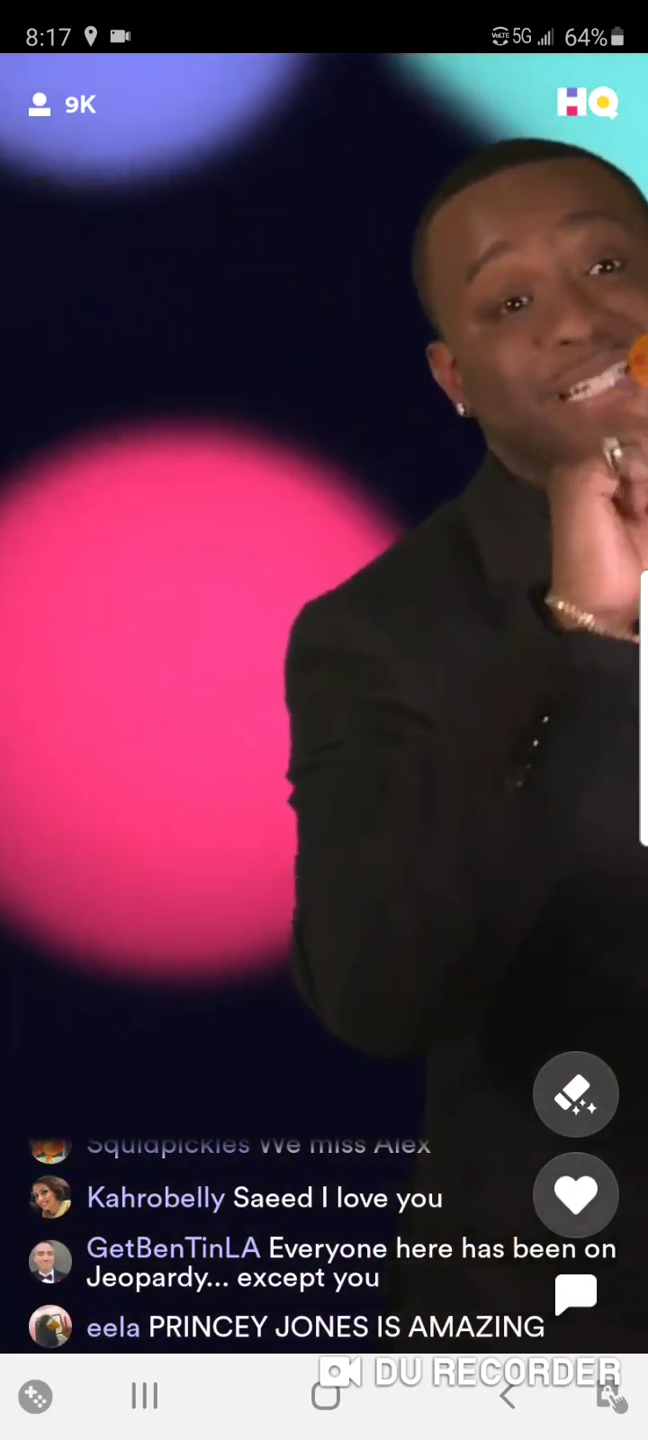 8:17 VoLTE 5G 64%
9K HQ
Squidpickles We miss Alex
Kahrobelly Saeed I love you
GetBenTinLA Everyone here has been on
Jeopardy... except you
eela PRINCEY JONES IS AMAZING
DU RECORDER